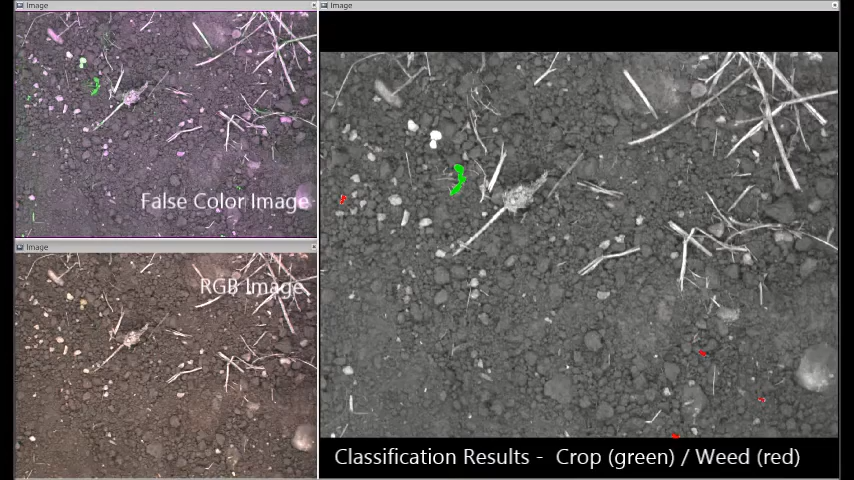 Image
False Color Image
Image
RGB Image
Image
Classification Results -  Crop (green) / Weed (red)